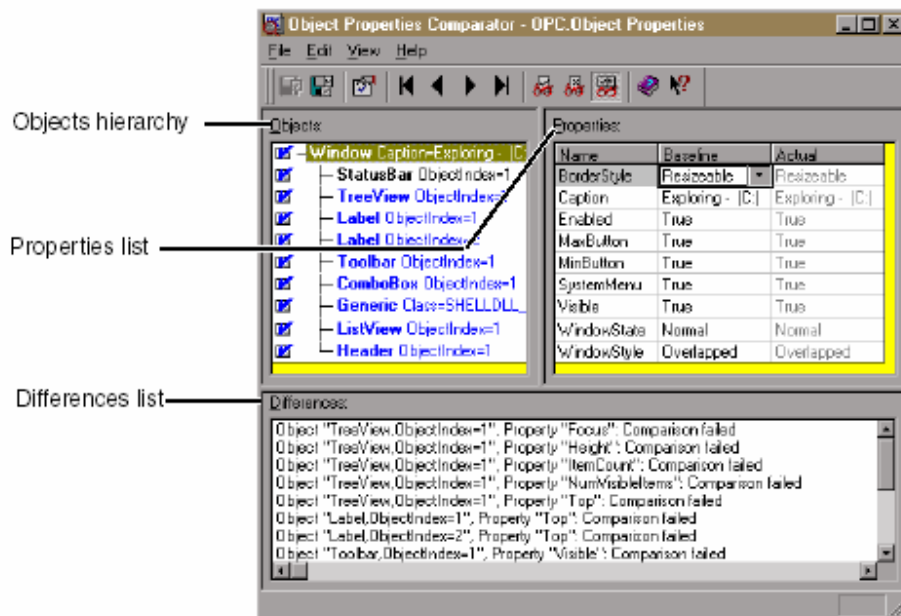 Object Properties Comparator - OPC.Object Properties
File Edit View Help
Objects hierarchy
Properties list
Differences list
Objects:
Window Caption=Exploring - (C:
StatusBar ObjectIndex=1
TreeView ObjectIndex=1
Label ObjectIndex=1
Label ObjectIndex=2
Toolbar ObjectIndex=1
ComboBox ObjectIndex=1
Generic Class=SHELLDLL_
ListView ObjectIndex=1
Header ObjectIndex=1
Properties:
Name Baseline Actual
BorderStyle Resizeable Resizeable
Caption Exploring - (C:) Exploring - (C:)
Enabled True True
MaxButton True True
MinButton True True
SystemMenu True True
Visible True True
WindowState Normal Normal
WindowStyle Overlapped Overlapped
Differences:
Object "TreeView,ObjectIndex=1", Property "Focus": Comparison failed
Object "TreeView,ObjectIndex=1", Property "Height": Comparison failed
Object "TreeView,ObjectIndex=1", Property "ItemCount": Comparison failed
Object "TreeView,ObjectIndex=1", Property "NumVisibleItems": Comparison failed
Object "TreeView,ObjectIndex=1", Property "Top": Comparison failed
Object "Label,ObjectIndex=1", Property "Top": Comparison failed
Object "Label,ObjectIndex=2", Property "Top": Comparison failed
Object "Toolbar,ObjectIndex=1", Property "Visible": Comparison failed